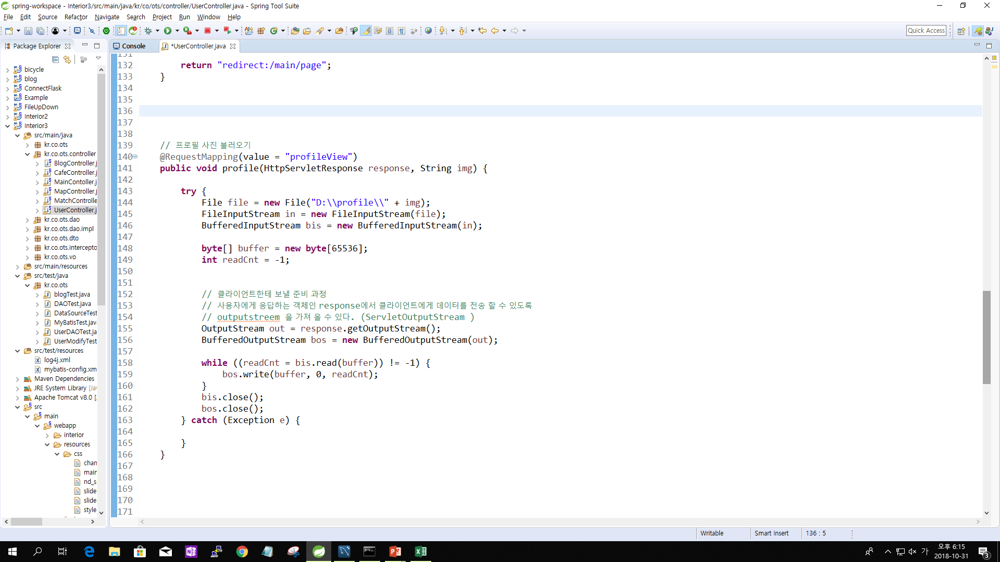 spring-workspace - Interior3/src/main/java/kr/co/ots/controller/UserController.java - Spring Tool Suite
File Edit Source Refactor Navigate Search Project Run Window Help
Quick Access
Package Explorer
Console
*UserController.java
bicycle
blog
ConnectFlask
Example
FileUpDown
Interior2
Interior3
src/main/java
kr.co.ots
kr.co.ots.controller
BlogController.j
CafeController.j
MainContoller.j
MapController.j
MatchControlle
UserController.j
kr.co.ots.dao
kr.co.ots.dao.impl
kr.co.ots.dto
kr.co.ots.intercepto
kr.co.ots.vo
src/main/resources
src/test/java
kr.co.ots
blogTest.java
DAOTest.java
DataSourceTest
MyBatisTest.jav
UserDAOTest.ja
UserModifyTest
src/test/resources
log4j.xml
mybatis-config.xm
Maven Dependencies
JRE System Library [Ja
Apache Tomcat v8.0 [
src
main
webapp
interior
resources
css
chan
main
nd_s
slide
slide
style
131
132 return "redirect:/main/page";
133 }
134
135
136
137
138
139 // 프로필 사진 불러오기
140 @RequestMapping(value = "profileView")
141 public void profile(HttpServletResponse response, String img) {
142
143 try {
144 File file = new File("D:\\profile\\" + img);
145 FileInputStream in = new FileInputStream(file);
146 BufferedInputStream bis = new BufferedInputStream(in);
147
148 byte[] buffer = new byte[65536];
149 int readCnt = -1;
150
151
152 // 클라이언트한테 보낼 준비 과정
153 // 사용자에게 응답하는 객체인 response에서 클라이언트에게 데이터를 전송 할 수 있도록
154 // outputstreem 을 가져 올 수 있다. (ServletOutputStream )
155 OutputStream out = response.getOutputStream();
156 BufferedOutputStream bos = new BufferedOutputStream(out);
157
158 while ((readCnt = bis.read(buffer)) != -1) {
159 bos.write(buffer, 0, readCnt);
160 }
161 bis.close();
162 bos.close();
163 } catch (Exception e) {
164
165 }
166 }
167
168
169
170
171
Writable
Smart Insert
136 : 5
가
오후 6:15
2018-10-31
3